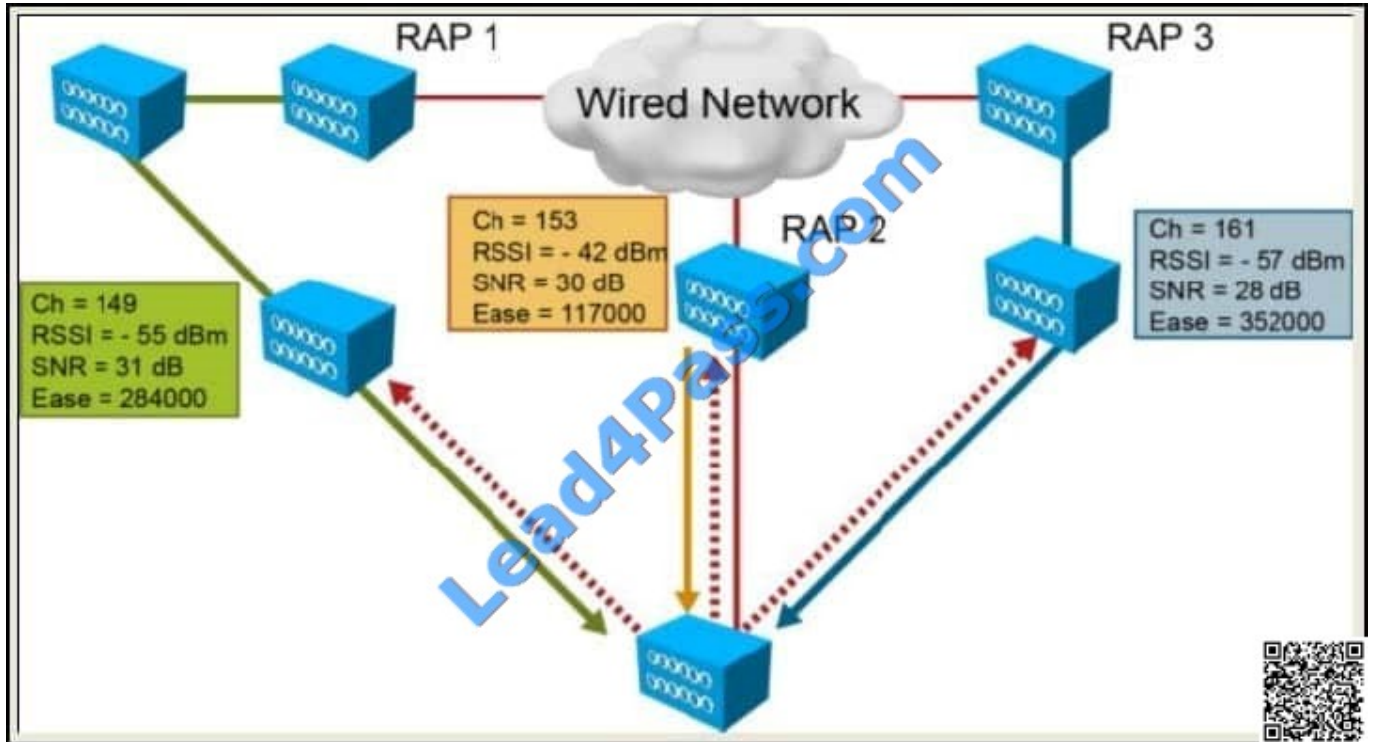 RAP 1
RAP 3
Wired Network
Ch = 153
RSSI = - 42 dBm
SNR = 30 dB
Ease = 117000
RAP 2
Ch = 161
RSSI = - 57 dBm
SNR = 28 dB
Ease = 352000
Ch = 149
RSSI = - 55 dBm
SNR = 31 dB
Ease = 284000
Lead4Pass.com